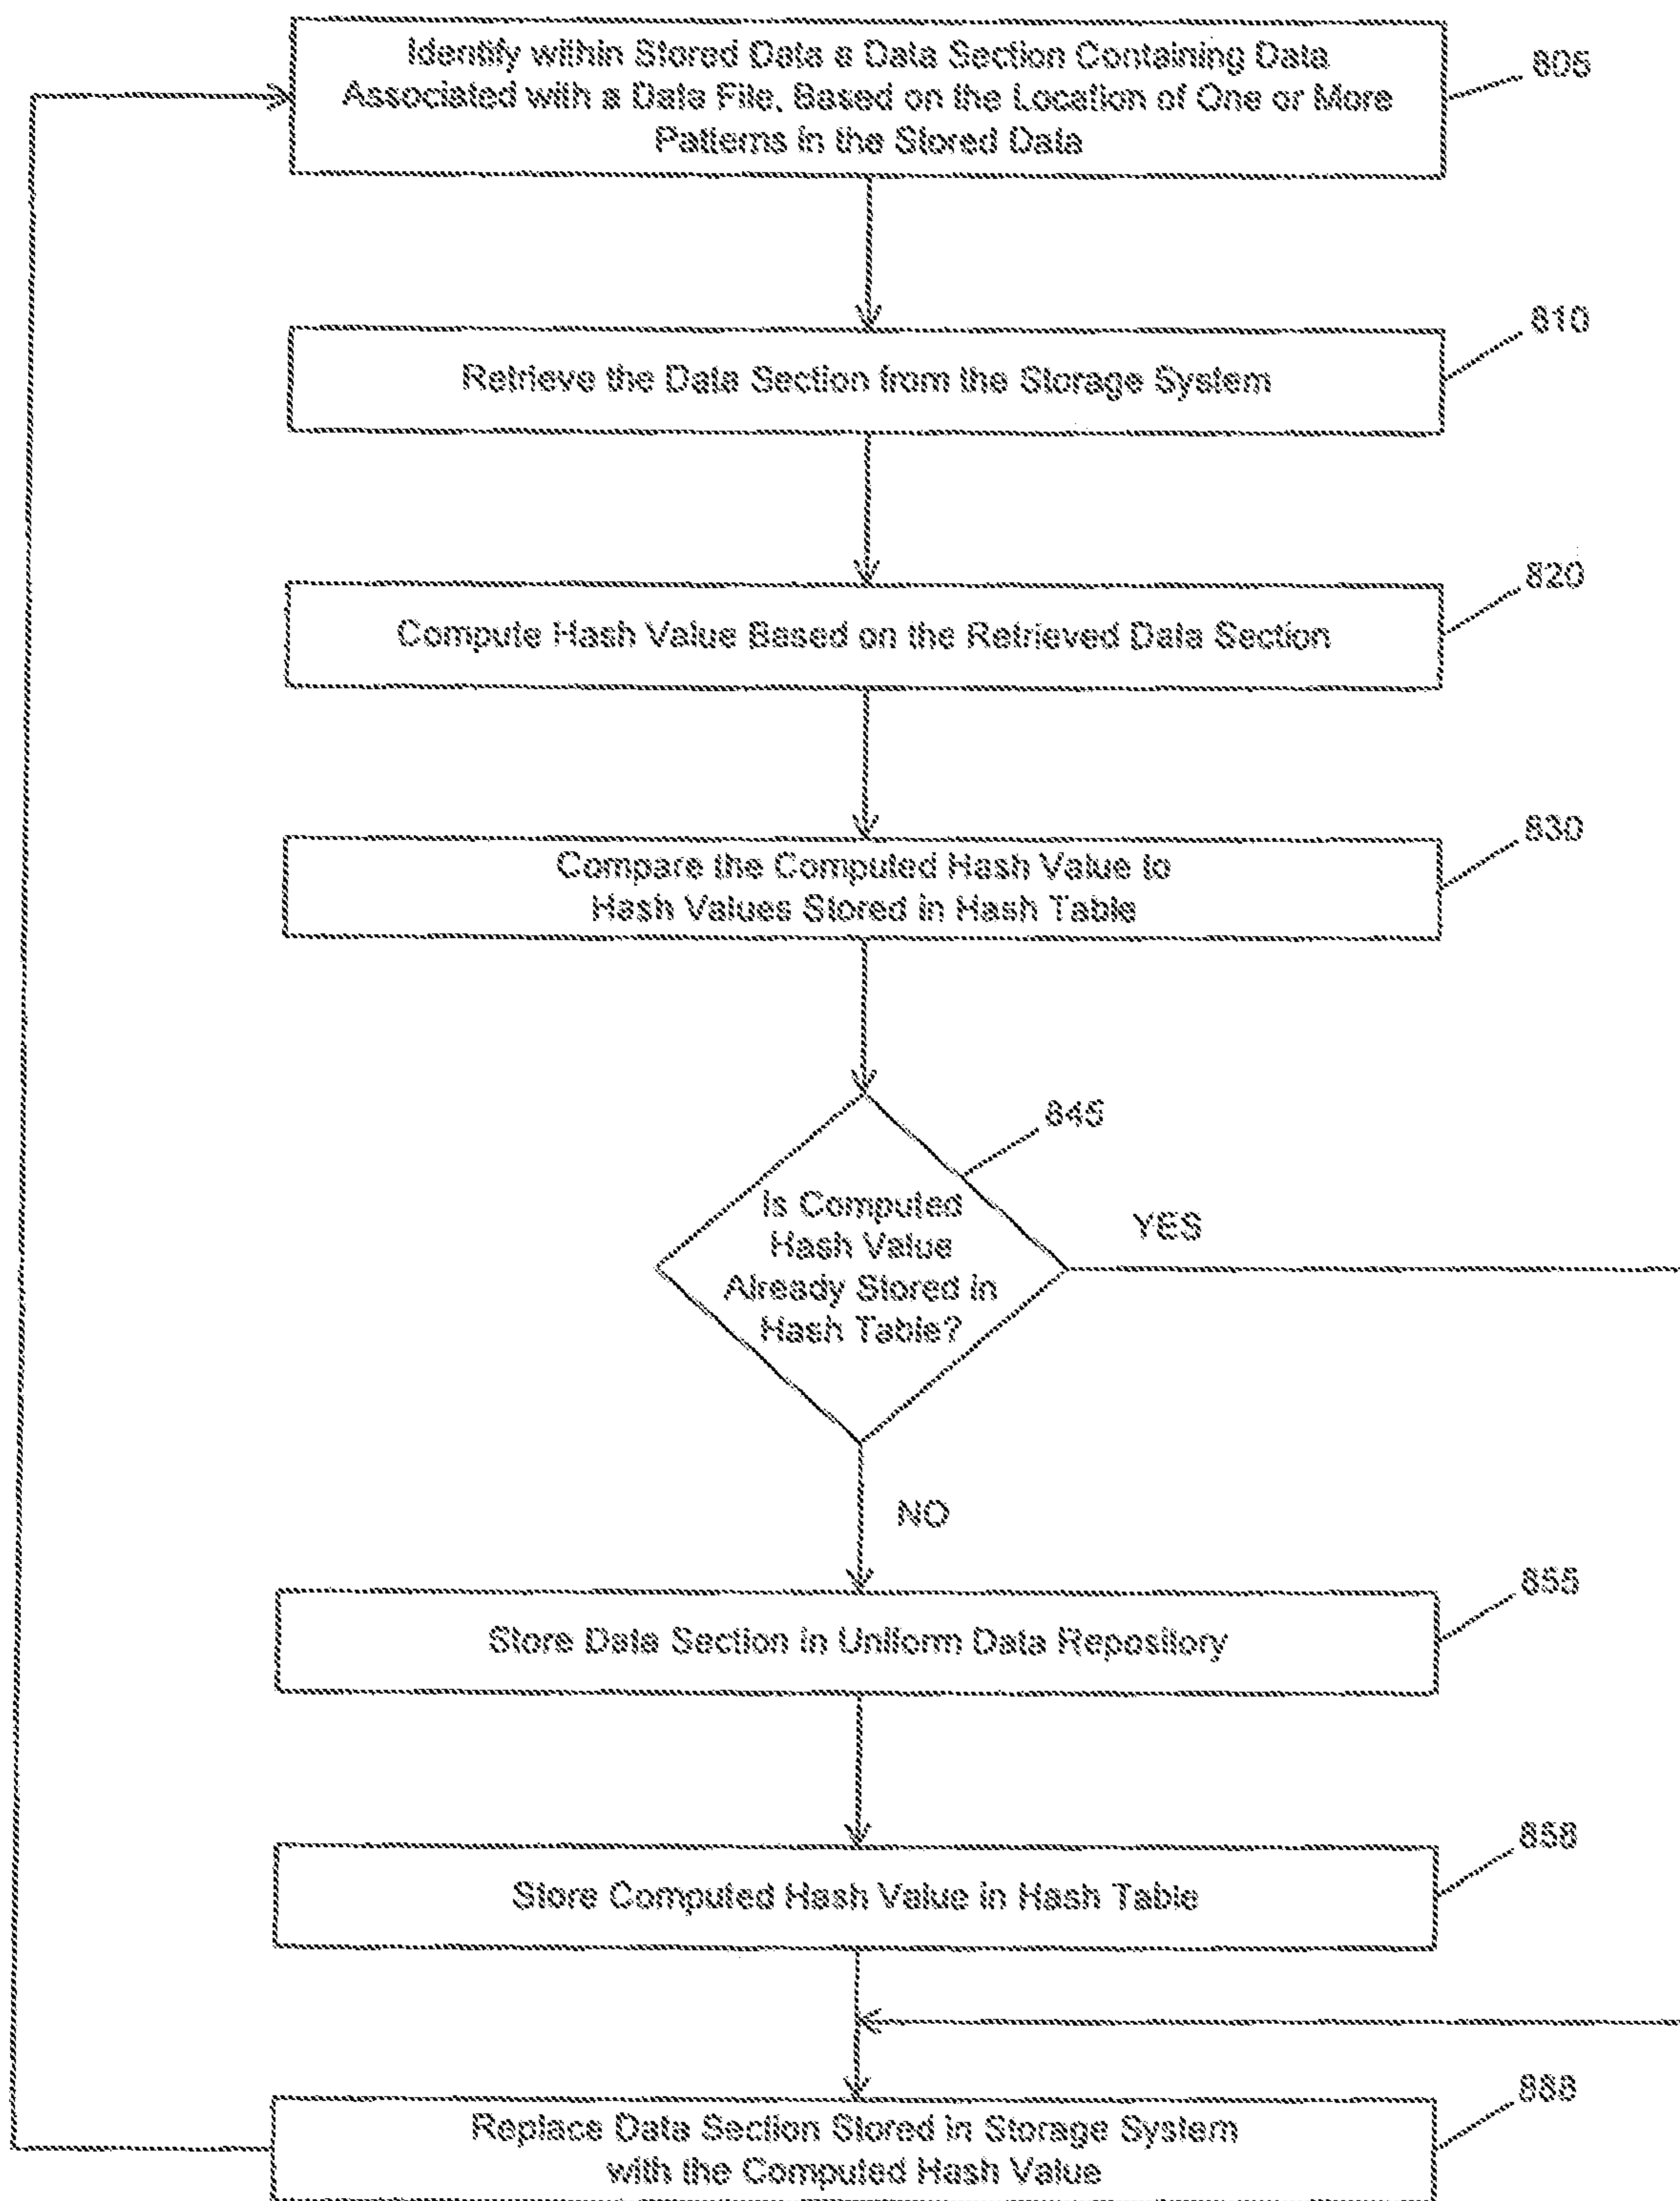 Identify within Stored Data a Data Section Containing Data
Associated with a Data File, Based on the Location of One or More
Patterns in the Stored Data
805
Retrieve the Data Section from the Storage System
810
Compute Hash Value Based on the Retrieved Data Section
820
Compare the Computed Hash Value to
Hash Values Stored in Hash Table
830
Is Computed
Hash Value
Already Stored in
Hash Table?
845
YES
NO
Store Data Section in Uniform Data Repository
855
Store Computed Hash Value in Hash Table
858
Replace Data Section Stored in Storage System
with the Computed Hash Value
888